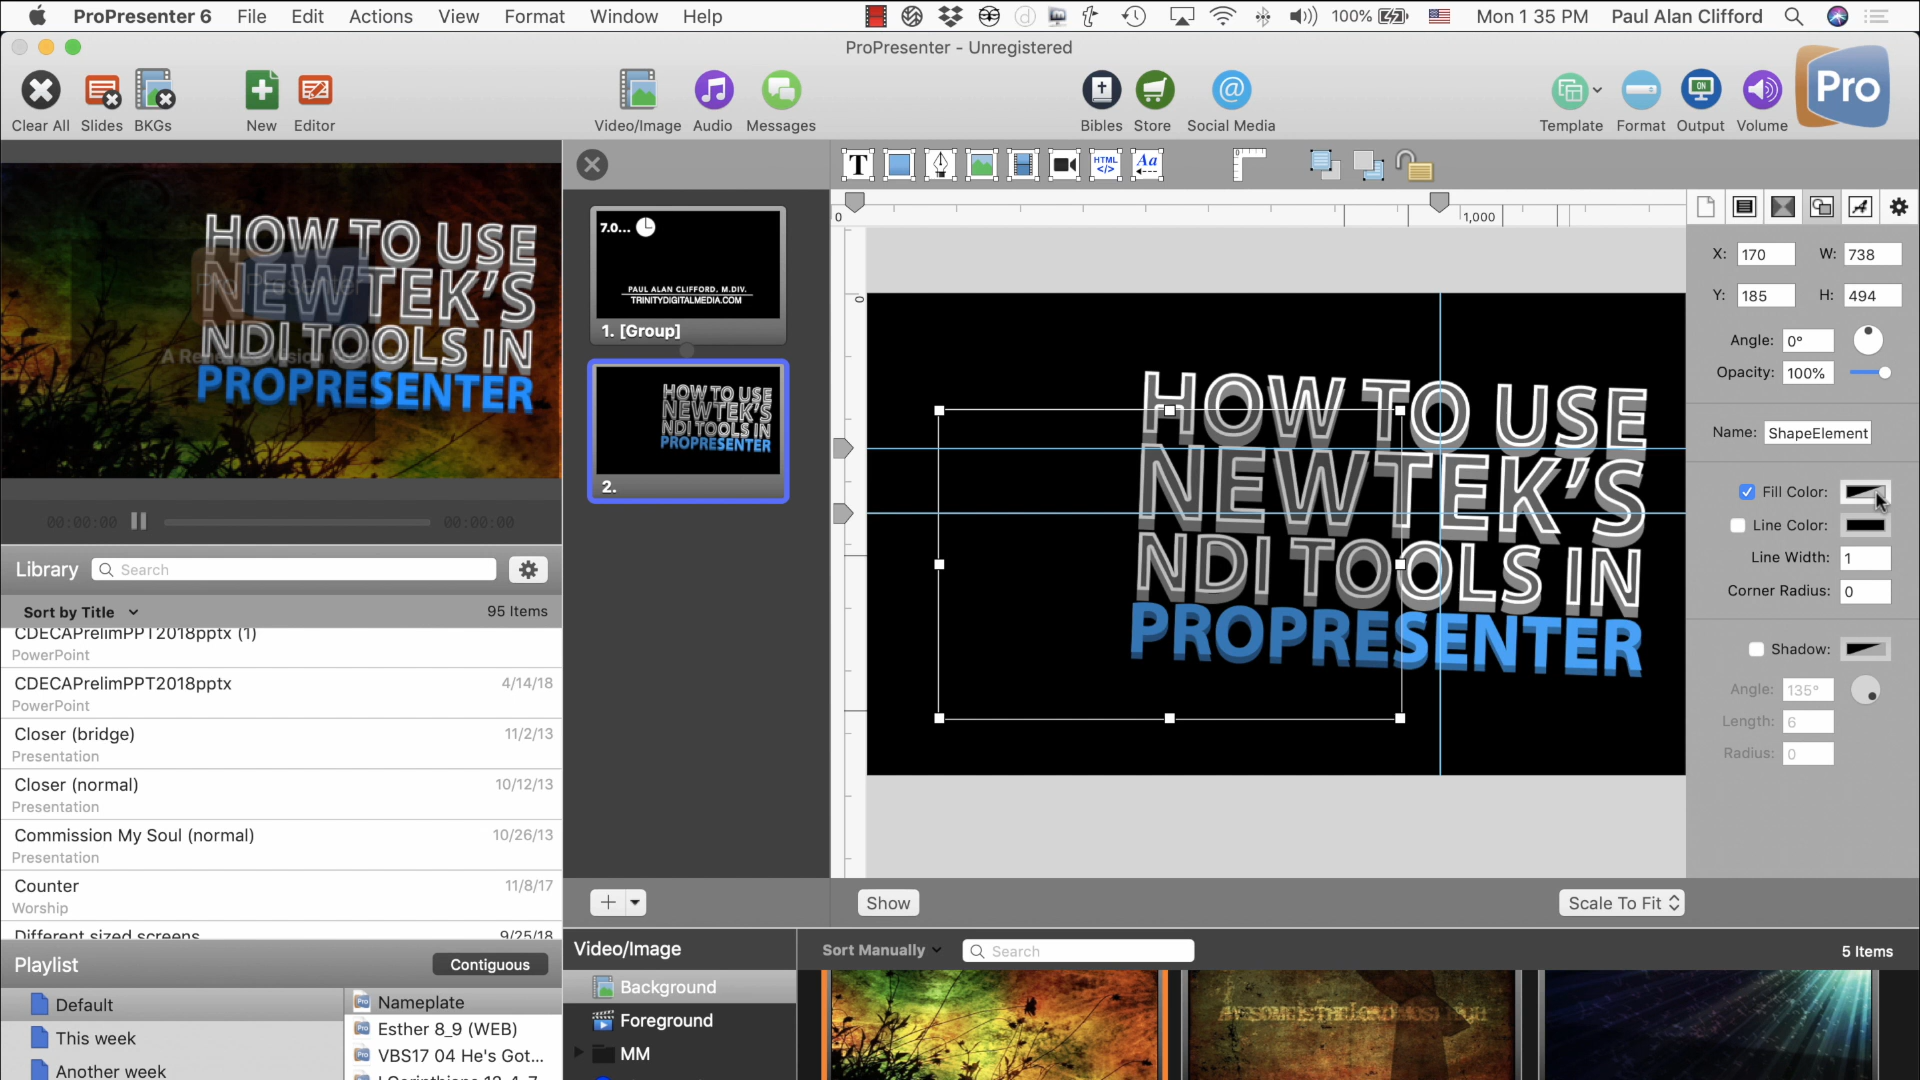 ProPresenter 6 File Edit Actions View Format Window Help 100% Mon 1 35 PM Paul Alan Clifford
ProPresenter - Unregistered
Clear All Slides BKGs New Editor Video/Image Audio Messages Bibles Store Social Media Template Format Output Volume
Pro
HOW TO USE
NEWTEK'S
NDI TOOLS IN
PROPRESENTER
00:00:00 00:00:00
Library Search
Sort by Title 95 Items
CDECAPrelimPPT2018pptx (1)
PowerPoint
CDECAPrelimPPT2018pptx 4/14/18
PowerPoint
Closer (bridge) 11/2/13
Presentation
Closer (normal) 10/12/13
Presentation
Commission My Soul (normal) 10/26/13
Presentation
Counter 11/8/17
Worship
Different sized screens 9/25/18
Playlist Contiguous
Default
This week
Another week
Nameplate
Esther 8_9 (WEB)
VBS17 04 He's Got...
7.0...
PAUL ALAN CLIFFORD, M.DIV.
TRINITYDIGITALMEDIA.COM
1. [Group]
HOW TO USE
NEWTEK'S
NDI TOOLS IN
PROPRESENTER
2.
T HTML </> Aa
0 1,000
0
HOW TO USE
NEWTEK'S
NDI TOOLS IN
PROPRESENTER
X: 170 W: 738
Y: 185 H: 494
Angle: 0°
Opacity: 100%
Name: ShapeElement
Fill Color:
Line Color:
Line Width: 1
Corner Radius: 0
Shadow:
Angle: 135°
Length: 6
Radius: 0
Show Scale To Fit
Video/Image Sort Manually Search 5 Items
Background
Foreground
MM
AWESOME IS THE LORD MOST HIGH